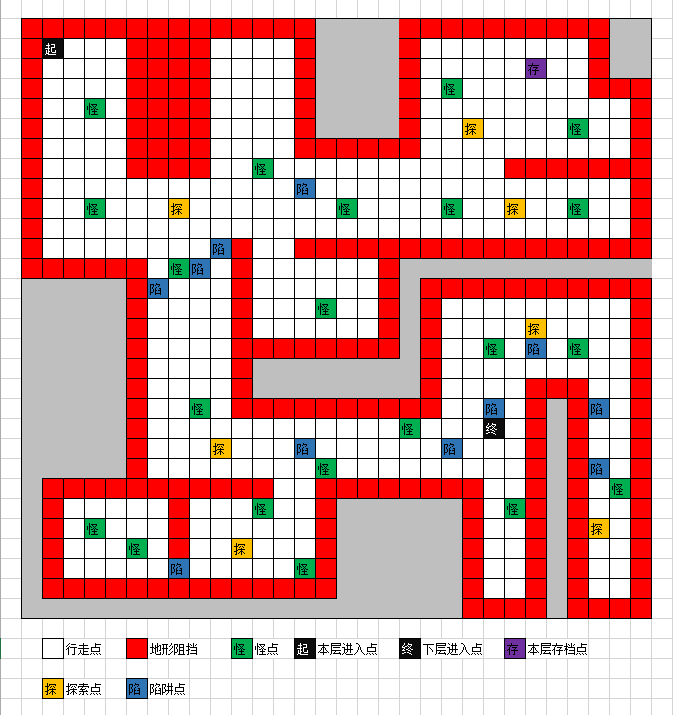 起
存
怪
怪
探 怪
怪
陷
怪 探 怪 怪 探 怪
陷
怪 陷
陷
怪
探
怪 陷 怪
怪 陷 陷
怪 终
探 陷 陷
怪 陷
怪
怪 怪
怪 探
怪 探
陷 怪
行走点 地形阻挡 怪 怪点 起 本层进入点 终 下层进入点 存 本层存档点
探 探索点 陷 陷阱点